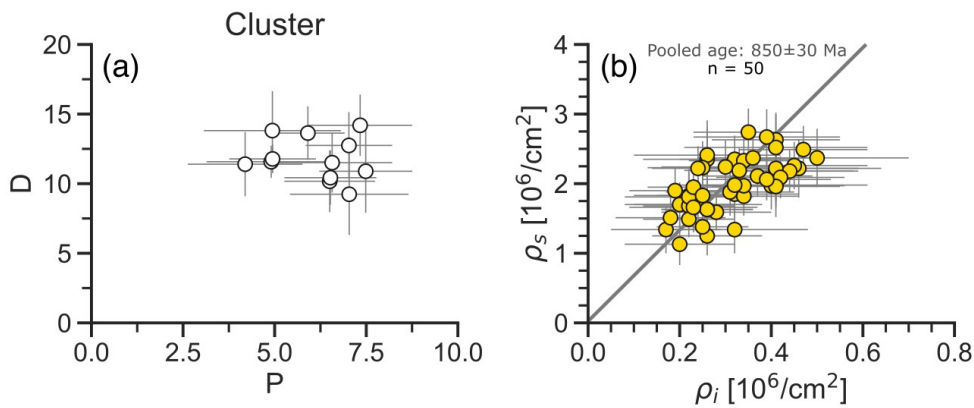 Cluster
(a)
20
15
10
5
0
D
0.0 2.5 5.0 7.5 10.0
P
(b)
Pooled age: 850±30 Ma
n = 50
4
3
2
1
0
ρs [10⁶/cm²]
0.0 0.2 0.4 0.6 0.8
ρi [10⁶/cm²]